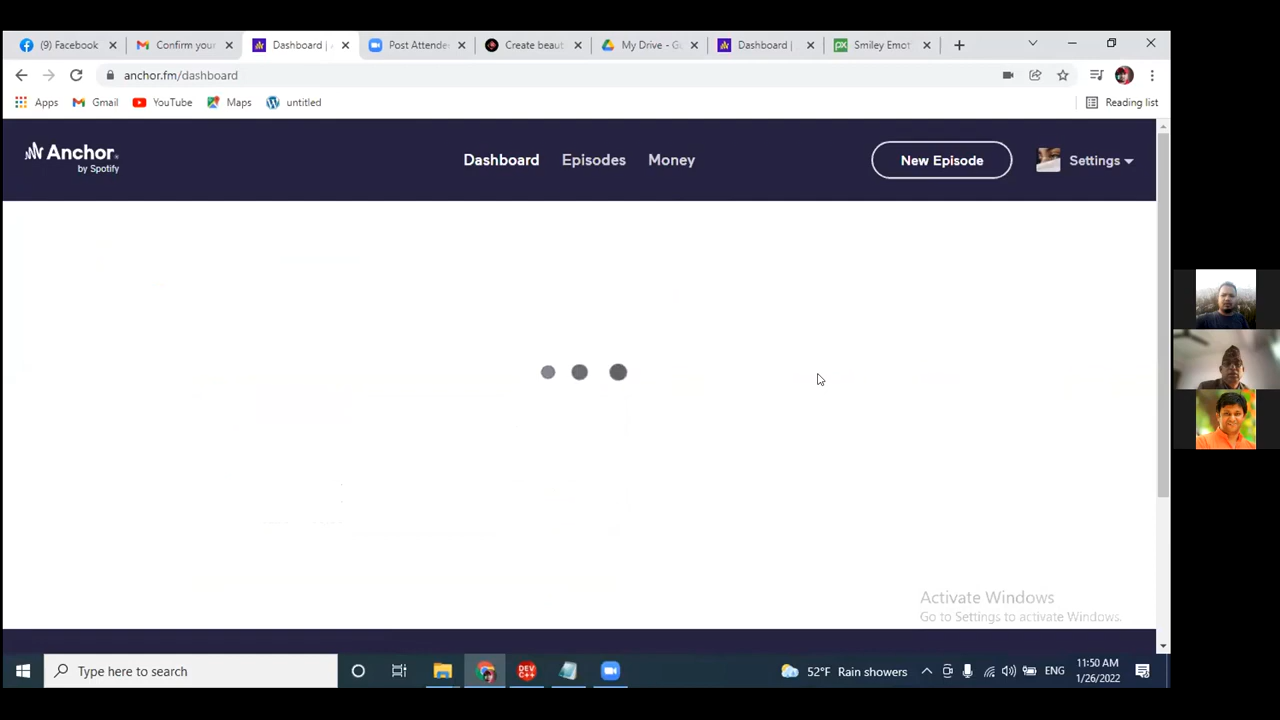 (9) Facebook
Confirm your
Dashboard |
Post Attende
Create beaut
My Drive - G
Dashboard |
Smiley Emot
anchor.fm/dashboard
Apps
Gmail
YouTube
Maps
untitled
Reading list
Anchor
by Spotify
Dashboard
Episodes
Money
New Episode
Settings
Activate Windows
Go to Settings to activate Windows.
Type here to search
DEV
C++
52°F Rain showers
ENG
11:50 AM
1/26/2022